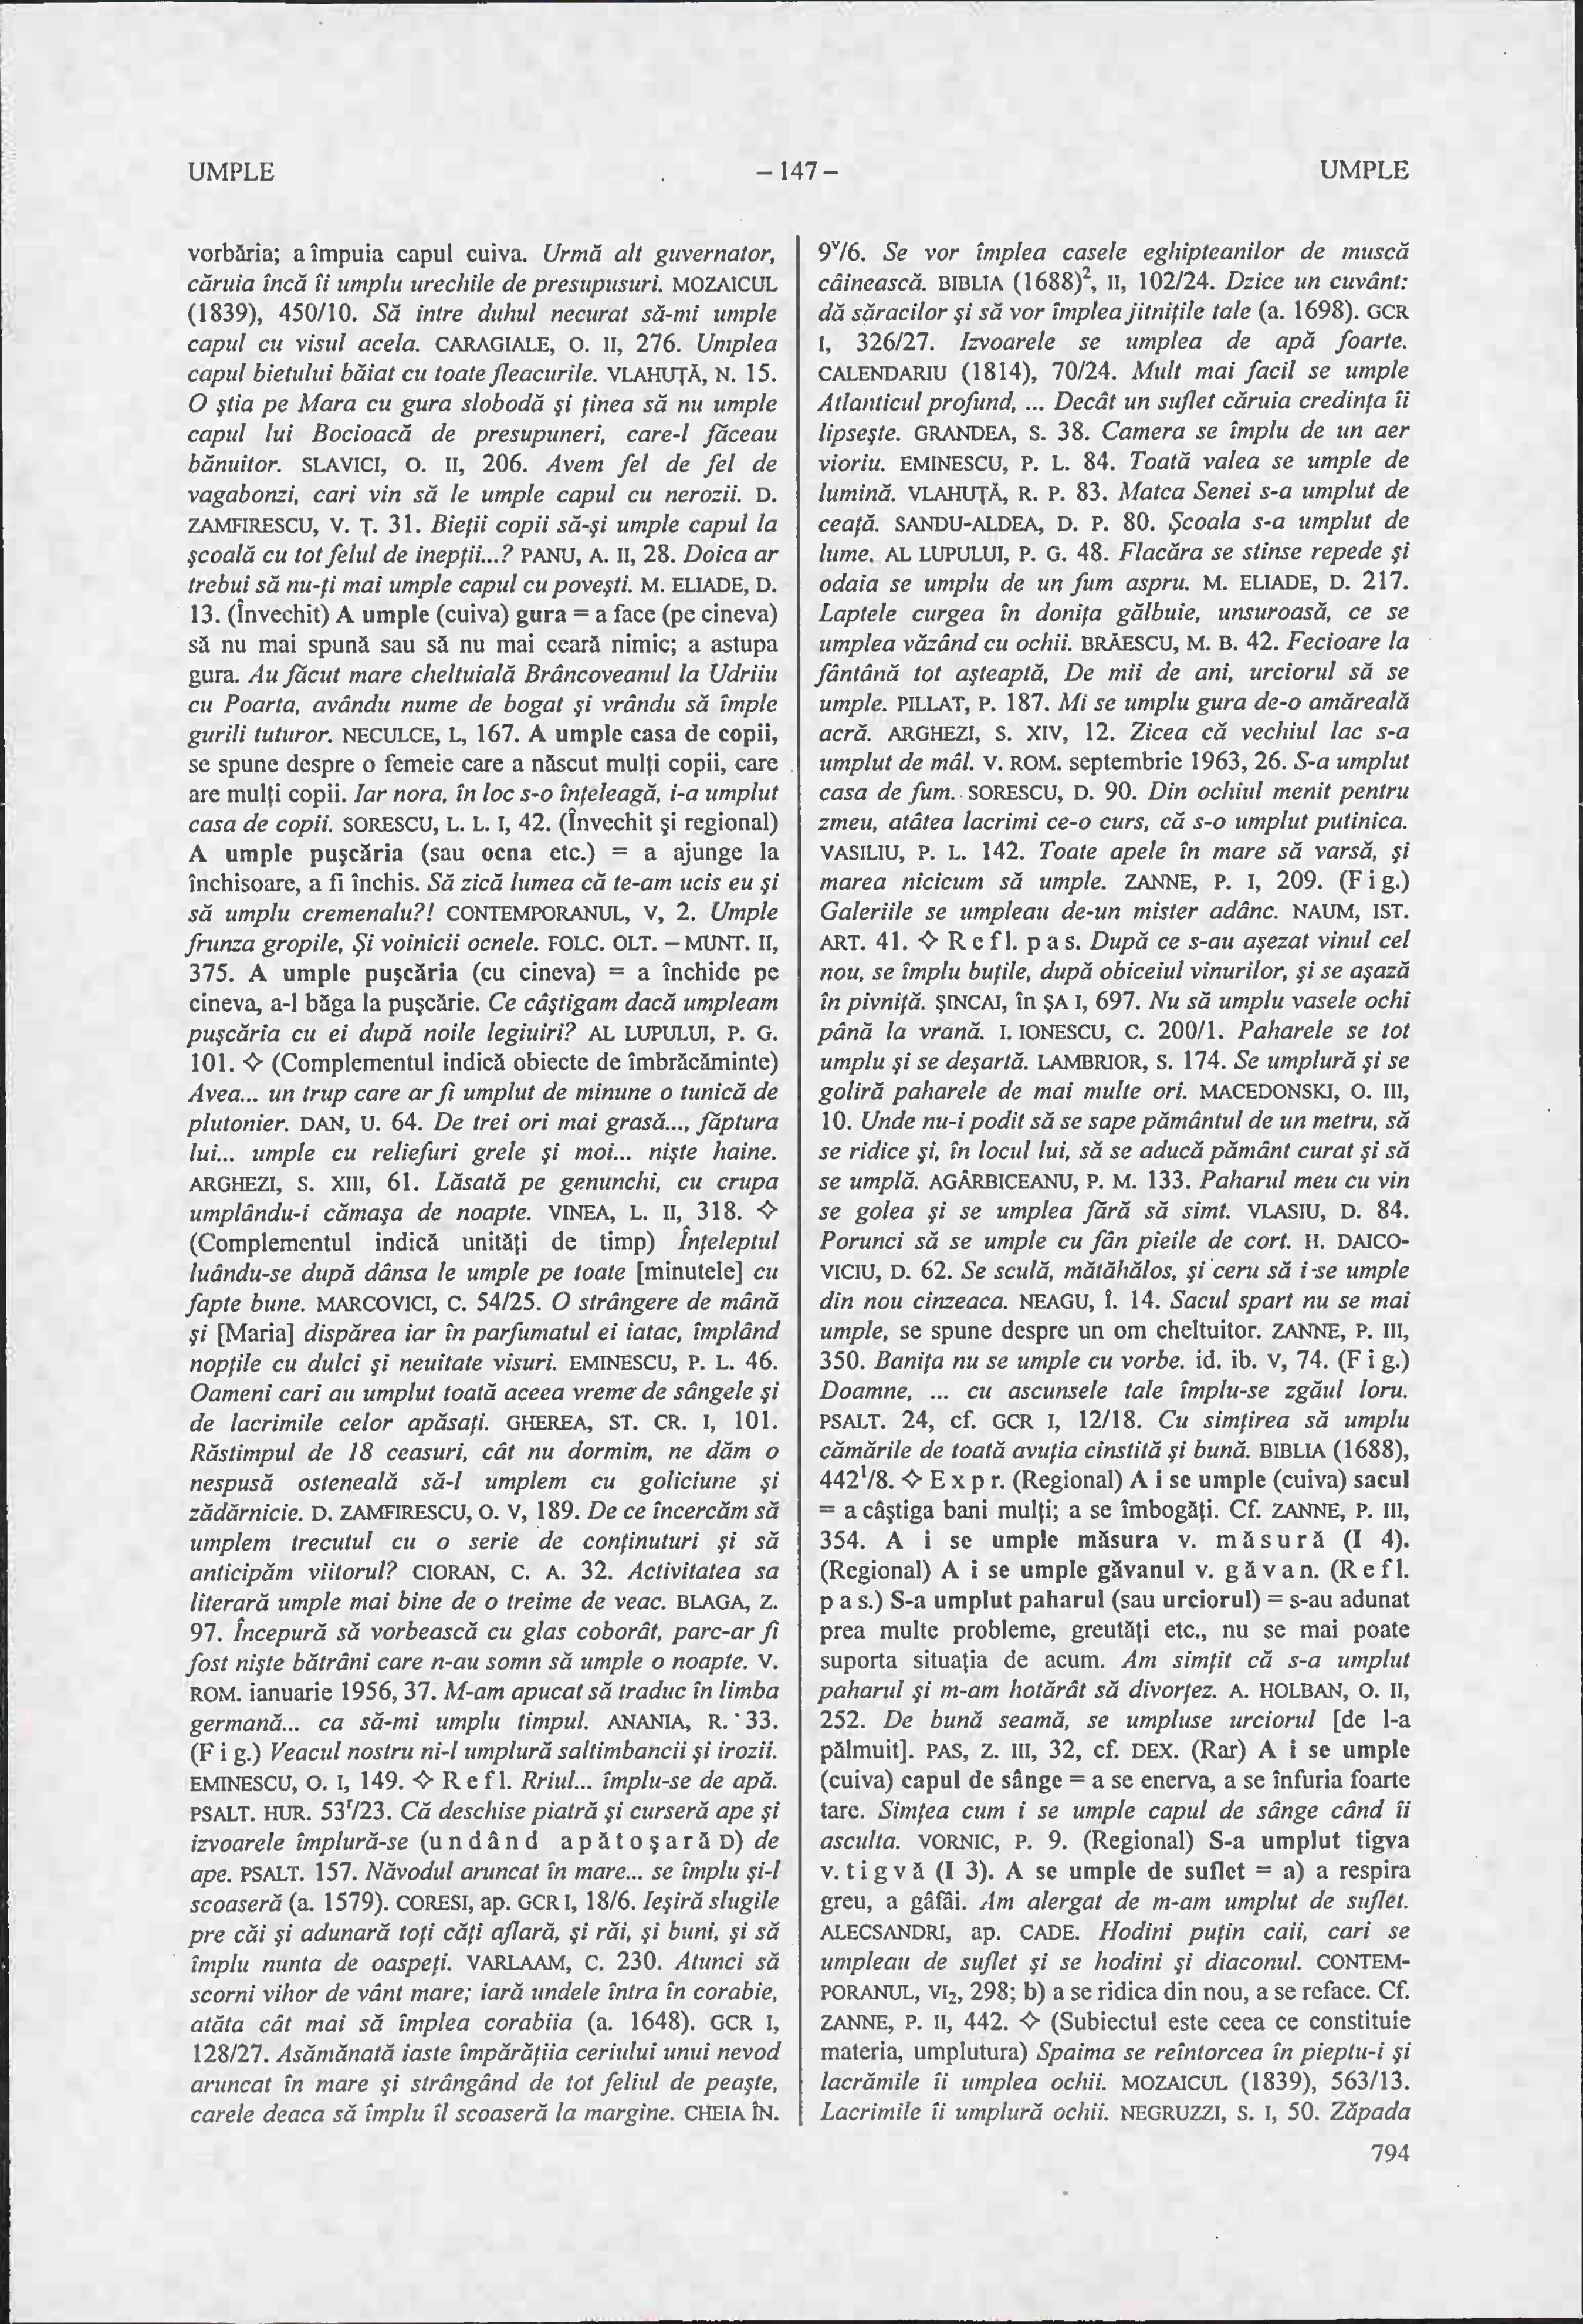 UMPLE
– 147 –
UMPLE
vorbăria; a împuia capul cuiva. Urmă alt guvernator,
căruia încă îi umplu urechile de presupusuri. MOZAICUL
(1839), 450/10. Să intre duhul necurat să-mi umple
capul cu visul acela. CARAGIALE, O. II, 276. Umplea
capul bietului băiat cu toate fleacurile. VLAHUŢĂ, N. 15.
O ştia pe Mara cu gura slobodă şi ţinea să nu umple
capul lui Bocioacă de presupuneri, care-l făceau
bănuitor. SLAVICI, O. II, 206. Avem fel de fel de
vagabonzi, cari vin să le umple capul cu nerozii. D.
ZAMFIRESCU, V. Ţ. 31. Bieţii copii să-şi umple capul la
şcoală cu tot felul de inepţii...? PANU, A. II, 28. Doica ar
trebui să nu-ţi mai umple capul cu poveşti. M. ELIADE, D.
13. (Învechit) A umple (cuiva) gura = a face (pe cineva)
să nu mai spună sau să nu mai ceară nimic; a astupa
gura. Au făcut mare cheltuială Brâncoveanul la Udriiu
cu Poarta, avându nume de bogat şi vrându să împle
gurili tuturor. NECULCE, L, 167. A umple casa de copii,
se spune despre o femeie care a născut mulţi copii, care
are mulţi copii. Iar nora, în loc s-o înţeleagă, i-a umplut
casa de copii. SORESCU, L. L. I, 42. (Învechit şi regional)
A umple puşcăria (sau ocna etc.) = a ajunge la
închisoare, a fi închis. Să zică lumea că te-am ucis eu şi
să umplu cremenalu?! CONTEMPORANUL, V, 2. Umple
frunza gropile, Şi voinicii ocnele. FOLC. OLT. – MUNT. II,
375. A umple puşcăria (cu cineva) = a închide pe
cineva, a-l băga la puşcărie. Ce câştigam dacă umpleam
puşcăria cu ei după noile legiuiri? AL LUPULUI, P. G.
101. ◇ (Complementul indică obiecte de îmbrăcăminte)
Avea... un trup care ar fi umplut de minune o tunică de
plutonier. DAN, U. 64. De trei ori mai grasă..., făptura
lui... umple cu reliefuri grele şi moi... nişte haine.
ARGHEZI, S. XIII, 61. Lăsată pe genunchi, cu crupa
umplându-i cămaşa de noapte. VINEA, L. II, 318. ◇
(Complementul indică unităţi de timp) Înţeleptul
luându-se după dânsa le umple pe toate [minutele] cu
fapte bune. MARCOVICI, C. 54/25. O strângere de mână
şi [Maria] dispărea iar în parfumatul ei iatac, împlând
nopţile cu dulci şi neuitate visuri. EMINESCU, P. L. 46.
Oameni cari au umplut toată aceea vreme de sângele şi
de lacrimile celor apăsaţi. GHEREA, ST. CR. I, 101.
Răstimpul de 18 ceasuri, cât nu dormim, ne dăm o
nespusă osteneală să-l umplem cu goliciune şi
zădărnicie. D. ZAMFIRESCU, O. V, 189. De ce încercăm să
umplem trecutul cu o serie de conţinuturi şi să
anticipăm viitorul? CIORAN, C. A. 32. Activitatea sa
literară umple mai bine de o treime de veac. BLAGA, Z.
97. Începură să vorbească cu glas coborât, parc-ar fi
fost nişte bătrâni care n-au somn să umple o noapte. V.
ROM. ianuarie 1956, 37. M-am apucat să traduc în limba
germană... ca să-mi umplu timpul. ANANIA, R. 33.
(F i g.) Veacul nostru ni-l umplură saltimbancii şi irozii.
EMINESCU, O. I, 149. ◇ R e f l. Rriul... împlu-se de apă.
PSALT. HUR. 53ʳ/23. Că deschise piatră şi curseră ape şi
izvoarele împlură-se (u n d â n d a p ă t o ş a r ă D) de
ape. PSALT. 157. Năvodul aruncat în mare... se împlu şi-l
scoaseră (a. 1579). CORESI, ap. GCR I, 18/6. Ieşiră slugile
pre căi şi adunară toţi căţi aflară, şi răi, şi buni, şi să
împlu nunta de oaspeţi. VARLAAM, C. 230. Atunci să
scorni vihor de vânt mare; iară undele întra în corabie,
atăta cât mai să împlea corabiia (a. 1648). GCR I,
128/27. Asămănată iaste împărăţiia ceriului unui nevod
aruncat în mare şi strângând de tot feliul de peaşte,
carele deaca să împlu îl scoaseră la margine. CHEIA ÎN.
9ᵛ/6. Se vor împlea casele eghipteanilor de muscă
câinească. BIBLIA (1688)², II, 102/24. Dzice un cuvânt:
dă săracilor şi să vor împlea jitniţile tale (a. 1698). GCR
I, 326/27. Izvoarele se umplea de apă foarte.
CALENDARIU (1814), 70/24. Mult mai facil se umple
Atlanticul profund, ... Decât un suflet căruia credinţa îi
lipseşte. GRANDEA, S. 38. Camera se împlu de un aer
vioriu. EMINESCU, P. L. 84. Toată valea se umple de
lumină. VLAHUŢĂ, R. P. 83. Matca Senei s-a umplut de
ceaţă. SANDU-ALDEA, D. P. 80. Şcoala s-a umplut de
lume. AL LUPULUI, P. G. 48. Flacăra se stinse repede şi
odaia se umplu de un fum aspru. M. ELIADE, D. 217.
Laptele curgea în doniţa gălbuie, unsuroasă, ce se
umplea văzând cu ochii. BRĂESCU, M. B. 42. Fecioare la
fântână tot aşteaptă, De mii de ani, urciorul să se
umple. PILLAT, P. 187. Mi se umplu gura de-o amăreală
acră. ARGHEZI, S. XIV, 12. Zicea că vechiul lac s-a
umplut de mâl. V. ROM. septembrie 1963, 26. S-a umplut
casa de fum. SORESCU, D. 90. Din ochiul menit pentru
zmeu, atâtea lacrimi ce-o curs, că s-o umplut putinica.
VASILIU, P. L. 142. Toate apele în mare să varsă, şi
marea nicicum să umple. ZANNE, P. I, 209. (F i g.)
Galeriile se umpleau de-un mister adânc. NAUM, IST.
ART. 41. ◇ R e f l. p a s. După ce s-au aşezat vinul cel
nou, se împlu buţile, după obiceiul vinurilor, şi se aşază
în pivniţă. ŞINCAI, în ŞA I, 697. Nu să umplu vasele ochi
până la vrană. I. IONESCU, C. 200/1. Paharele se tot
umplu şi se deşartă. LAMBRIOR, S. 174. Se umplură şi se
goliră paharele de mai multe ori. MACEDONSKI, O. III,
10. Unde nu-i podit să se sape pământul de un metru, să
se ridice şi, în locul lui, să se aducă pământ curat şi să
se umplă. AGÂRBICEANU, P. M. 133. Paharul meu cu vin
se golea şi se umplea fără să simt. VLASIU, D. 84.
Porunci să se umple cu fân pieile de cort. H. DAICO-
VICIU, D. 62. Se sculă, mătăhălos, şi ceru să i-se umple
din nou cinzeaca. NEAGU, Î. 14. Sacul spart nu se mai
umple, se spune despre un om cheltuitor. ZANNE, P. III,
350. Baniţa nu se umple cu vorbe. id. ib. V, 74. (F i g.)
Doamne, ... cu ascunsele tale împlu-se zgăul loru.
PSALT. 24, cf. GCR I, 12/18. Cu simţirea să umplu
cămările de toată avuţia cinstită şi bună. BIBLIA (1688),
442¹/8. ◇ E x p r. (Regional) A i se umple (cuiva) sacul
= a câştiga bani mulţi; a se îmbogăţi. Cf. ZANNE, P. III,
354. A i se umple măsura v. m ă s u r ă (I 4).
(Regional) A i se umple găvanul v. g ă v a n. (R e f l.
p a s.) S-a umplut paharul (sau urciorul) = s-au adunat
prea multe probleme, greutăţi etc., nu se mai poate
suporta situaţia de acum. Am simţit că s-a umplut
paharul şi m-am hotărât să divorţez. A. HOLBAN, O. II,
252. De bună seamă, se umpluse urciorul [de l-a
pălmuit]. PAS, Z. III, 32, cf. DEX. (Rar) A i se umple
(cuiva) capul de sânge = a se enerva, a se înfuria foarte
tare. Simţea cum i se umple capul de sânge când îi
asculta. VORNIC, P. 9. (Regional) S-a umplut tigva
v. t i g v ă (I 3). A se umple de suflet = a) a respira
greu, a gâfâi. Am alergat de m-am umplut de suflet.
ALECSANDRI, ap. CADE. Hodini puţin caii, cari se
umpleau de suflet şi se hodini şi diaconul. CONTEM-
PORANUL, VI₂, 298; b) a se ridica din nou, a se reface. Cf.
ZANNE, P. II, 442. ◇ (Subiectul este ceea ce constituie
materia, umplutura) Spaima se reîntorcea în pieptu-i şi
lacrămile îi umplea ochii. MOZAICUL (1839), 563/13.
Lacrimile îi umplură ochii. NEGRUZZI, S. I, 50. Zăpada
794